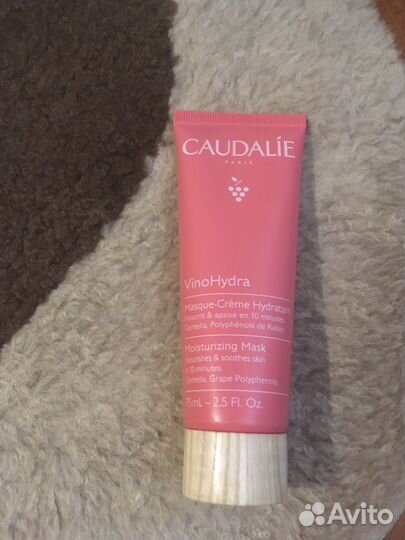 CAUDALÍE
PARIS
VinoHydra
Masque-Crème Hydratant
Nourrit & apaise en 10 minutes.
Centella, Polyphénols de Raisin.
Moisturizing Mask
Nourishes & soothes skin
in 10 minutes.
Centella, Grape Polyphenols.
75mL – 2.5 Fl. Oz.
Avito